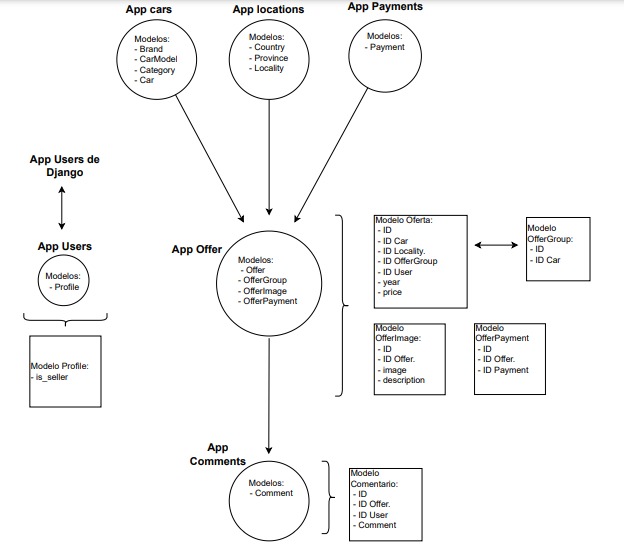 App cars
Modelos:
- Brand
- CarModel
- Category
- Car
App locations
Modelos:
- Country
- Province
- Locality
App Payments
Modelos:
- Payment
App Users de
Django
App Users
Modelos:
- Profile
Modelo Profile:
- is_seller
App Offer
Modelos:
- Offer
- OfferGroup
- OfferImage
- OfferPayment
Modelo Oferta:
- ID
- ID Car
- ID Locality.
- ID OfferGroup
- ID User
- year
- price
Modelo
OfferGroup:
- ID
- ID Car
Modelo
OfferImage:
- ID
- ID Offer.
- image
- description
Modelo
OfferPayment
- ID
- ID Offer.
- ID Payment
App
Comments
Modelos:
- Comment
Modelo
Comentario:
- ID
- ID Offer.
- ID User
- Comment